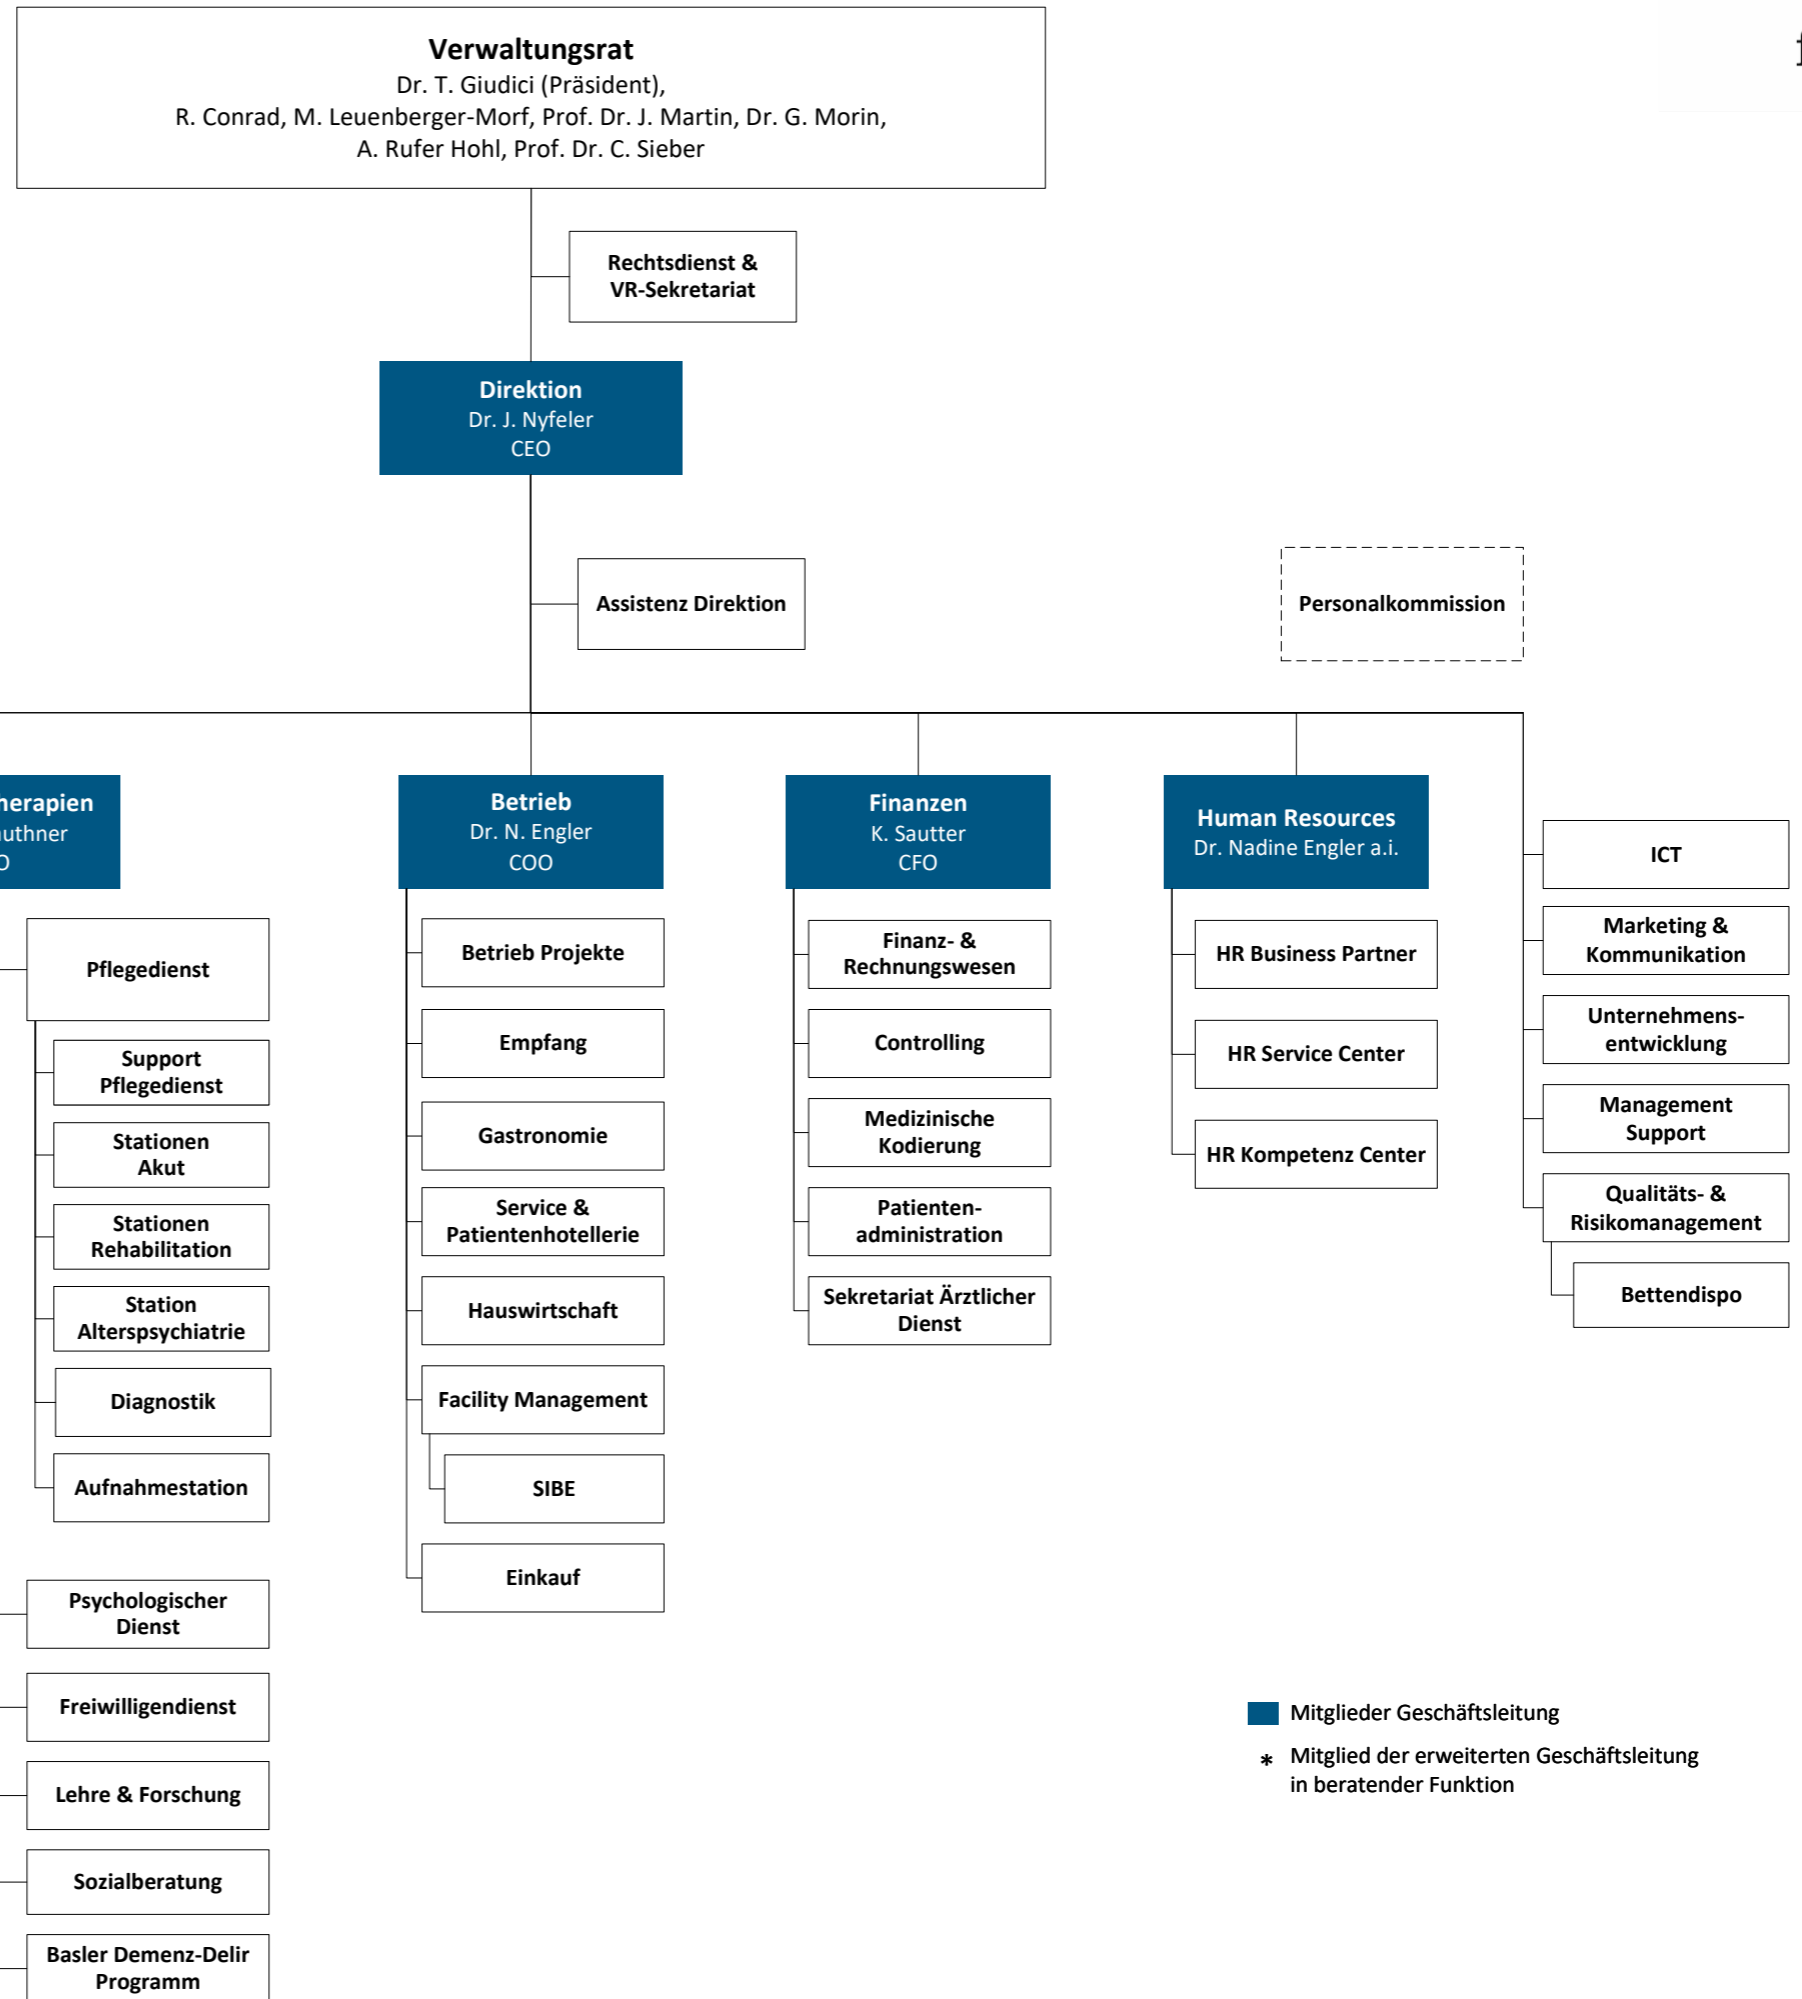 Verwaltungsrat
Dr. T. Giudici (Präsident),
R. Conrad, M. Leuenberger-Morf, Prof. Dr. J. Martin, Dr. G. Morin,
A. Rufer Hohl, Prof. Dr. C. Sieber
Rechtsdienst &
VR-Sekretariat
Direktion
Dr. J. Nyfeler
CEO
Assistenz Direktion
Personalkommission
Betrieb
Dr. N. Engler
COO
Finanzen
K. Sautter
CFO
Human Resources
Dr. Nadine Engler a.i.
Pflegedienst
Support
Pflegedienst
Stationen
Akut
Stationen
Rehabilitation
Station
Alterspsychiatrie
Diagnostik
Aufnahmestation
Psychologischer
Dienst
Freiwilligendienst
Lehre & Forschung
Sozialberatung
Basler Demenz-Delir
Programm
Betrieb Projekte
Empfang
Gastronomie
Service &
Patientenhotellerie
Hauswirtschaft
Facility Management
SIBE
Einkauf
Finanz- &
Rechnungswesen
Controlling
Medizinische
Kodierung
Patienten-
administration
Sekretariat Ärztlicher
Dienst
HR Business Partner
HR Service Center
HR Kompetenz Center
ICT
Marketing &
Kommunikation
Unternehmens-
entwicklung
Management
Support
Qualitäts- &
Risikomanagement
Bettendispo
Mitglieder Geschäftsleitung
* Mitglied der erweiterten Geschäftsleitung
in beratender Funktion